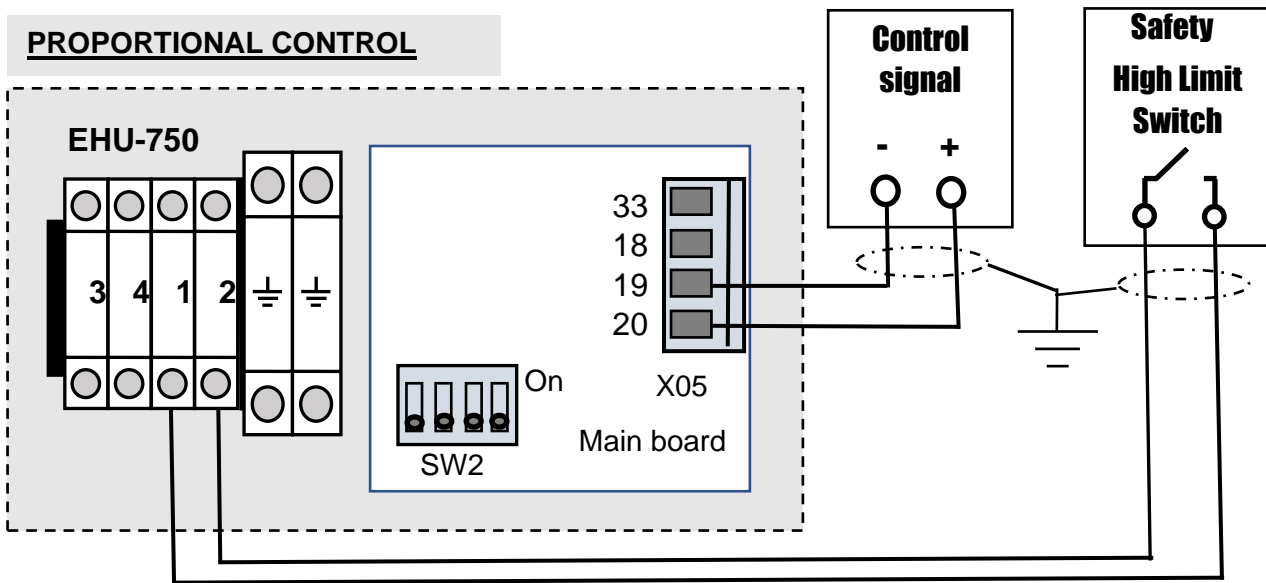 PROPORTIONAL CONTROL
EHU-750
3 4 1 2
33
18
19
20
X05
On
SW2
Main board
Control
signal
- +
Safety
High Limit
Switch